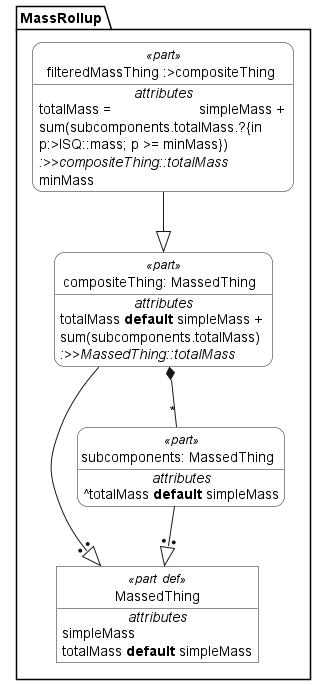 MassRollup
«part»
filteredMassThing :>compositeThing
attributes
totalMass = simpleMass +
sum(subcomponents.totalMass.?{in
p:>ISQ::mass; p >= minMass})
:>>compositeThing::totalMass
minMass
«part»
compositeThing: MassedThing
attributes
totalMass default simpleMass +
sum(subcomponents.totalMass)
:>>MassedThing::totalMass
*
«part»
subcomponents: MassedThing
attributes
^totalMass default simpleMass
«part def»
MassedThing
attributes
simpleMass
totalMass default simpleMass